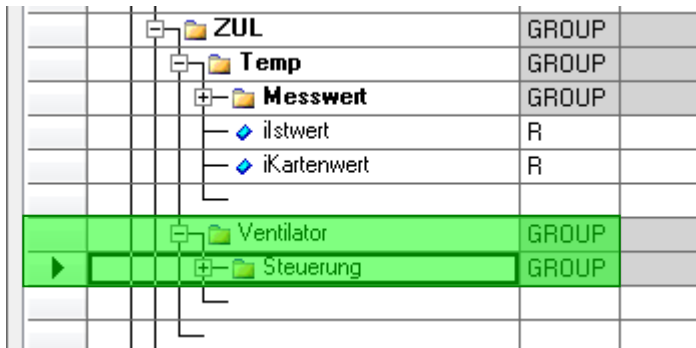 ZUL GROUP
Temp GROUP
Messwert GROUP
iIstwert R
iKartenwert R
Ventilator GROUP
Steuerung GROUP